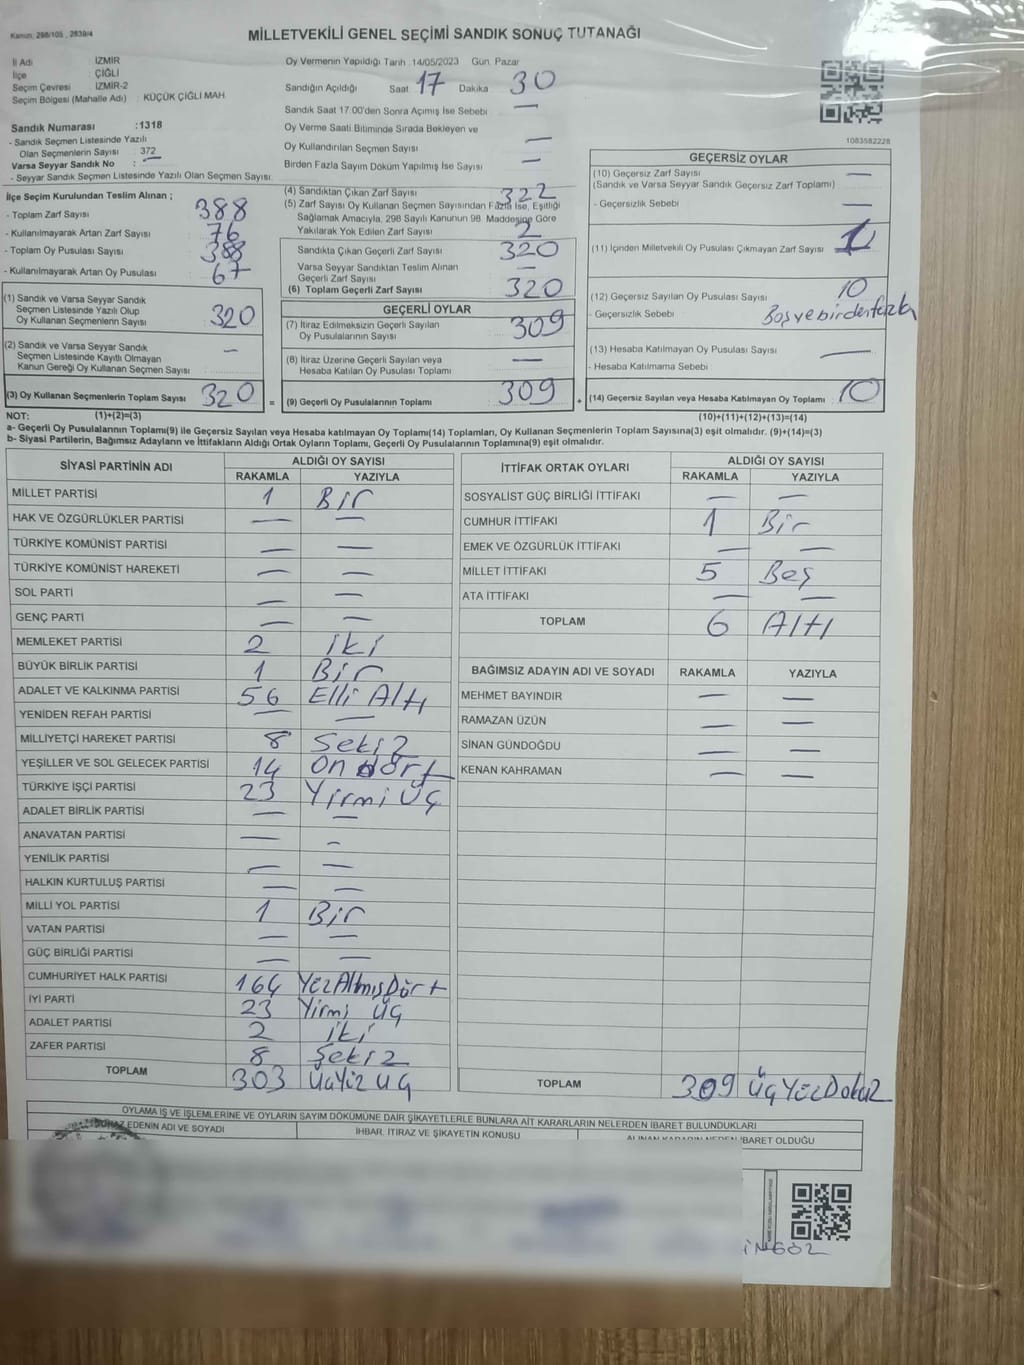 Kanun, 298/105 , 2839/4
MİLLETVEKİLİ GENEL SEÇİMİ SANDIK SONUÇ TUTANAĞI
İl Adı : İZMİR
İlçe : ÇİĞLİ
Seçim Çevresi : İZMİR-2
Seçim Bölgesi (Mahalle Adı) : KÜÇÜK ÇİĞLİ MAH.
Sandık Numarası :1318
- Sandık Seçmen Listesinde Yazılı
Olan Seçmenlerin Sayısı : 372
Varsa Seyyar Sandık No : —
- Seyyar Sandık Seçmen Listesinde Yazılı Olan Seçmen Sayısı:
Oy Vermenin Yapıldığı Tarih :14/05/2023 Gün: Pazar
Sandığın Açıldığı Saat 17 Dakika 30
Sandık Saat 17:00'den Sonra Açımış İse Sebebi —
Oy Verme Saati Bitiminde Sırada Bekleyen ve
Oy Kullandırılan Seçmen Sayısı —
Birden Fazla Sayım Döküm Yapılmış İse Sayısı —
1083582228
İlçe Seçim Kurulundan Teslim Alınan ;
- Toplam Zarf Sayısı 388
- Kullanılmayarak Artan Zarf Sayısı 76
- Toplam Oy Pusulası Sayısı 388
- Kullanılmayarak Artan Oy Pusulası 67
(1) Sandık ve Varsa Seyyar Sandık
Seçmen Listesinde Yazılı Olup
Oy Kullanan Seçmenlerin Sayısı 320
(2) Sandık ve Varsa Seyyar Sandık
Seçmen Listesinde Kayıtlı Olmayan
Kanun Gereği Oy Kullanan Seçmen Sayısı —
(3) Oy Kullanan Seçmenlerin Toplam Sayısı 320 =
(4) Sandıktan Çıkan Zarf Sayısı 322
(5) Zarf Sayısı Oy Kullanan Seçmen Sayısından Fazla İse, Eşitliği
Sağlamak Amacıyla, 298 Sayılı Kanunun 98. Maddesine Göre
Yakılarak Yok Edilen Zarf Sayısı 2
Sandıkta Çıkan Geçerli Zarf Sayısı 320
Varsa Seyyar Sandıktan Teslim Alınan
Geçerli Zarf Sayısı —
(6) Toplam Geçerli Zarf Sayısı 320
GEÇERLİ OYLAR
(7) İtiraz Edilmeksizin Geçerli Sayılan
Oy Pusulalarının Sayısı 309
(8) İtiraz Üzerine Geçerli Sayılan veya
Hesaba Katılan Oy Pusulası Toplamı —
(9) Geçerli Oy Pusulalarının Toplamı 309 +
GEÇERSİZ OYLAR
(10) Geçersiz Zarf Sayısı —
(Sandık ve Varsa Seyyar Sandık Geçersiz Zarf Toplamı)
- Geçersizlik Sebebi : —
(11) İçinden Milletvekili Oy Pusulası Çıkmayan Zarf Sayısı 1
(12) Geçersiz Sayılan Oy Pusulası Sayısı 10
- Geçersizlik Sebebi : Boş ve birden fazla
(13) Hesaba Katılmayan Oy Pusulası Sayısı : —
- Hesaba Katılmama Sebebi
(14) Geçersiz Sayılan veya Hesaba Katılmayan Oy Toplamı : 10
NOT: (1)+(2)=(3) (10)+(11)+(12)+(13)=(14)
a- Geçerli Oy Pusulalarının Toplamı(9) ile Geçersiz Sayılan veya Hesaba katılmayan Oy Toplamı(14) Toplamları, Oy Kullanan Seçmenlerin Toplam Sayısına(3) eşit olmalıdır. (9)+(14)=(3)
b- Siyasi Partilerin, Bağımsız Adayların ve İttifakların Aldığı Ortak Oyların Toplamı, Geçerli Oy Pusulalarının Toplamına(9) eşit olmalıdır.
SİYASİ PARTİNİN ADI ALDIĞI OY SAYISI
RAKAMLA YAZIYLA
MİLLET PARTİSİ 1 Bir
HAK VE ÖZGÜRLÜKLER PARTİSİ — —
TÜRKİYE KOMÜNİST PARTİSİ — —
TÜRKİYE KOMÜNİST HAREKETİ — —
SOL PARTİ — —
GENÇ PARTİ — —
MEMLEKET PARTİSİ 2 iki
BÜYÜK BİRLİK PARTİSİ 1 Bir
ADALET VE KALKINMA PARTİSİ 56 Elli Altı
YENİDEN REFAH PARTİSİ — —
MİLLİYETÇİ HAREKET PARTİSİ 8 Sekiz
YEŞİLLER VE SOL GELECEK PARTİSİ 14 On dört
TÜRKİYE İŞÇİ PARTİSİ 23 Yirmi Üç
ADALET BİRLİK PARTİSİ — —
ANAVATAN PARTİSİ — —
YENİLİK PARTİSİ — —
HALKIN KURTULUŞ PARTİSİ — —
MİLLİ YOL PARTİSİ 1 Bir
VATAN PARTİSİ — —
GÜÇ BİRLİĞİ PARTİSİ — —
CUMHURİYET HALK PARTİSİ 164 YüzAltmışDört
İYİ PARTİ 23 Yirmi üç
ADALET PARTİSİ 2 iki
ZAFER PARTİSİ 8 Şekiz
TOPLAM 303 Üçyüz üç
İTTİFAK ORTAK OYLARI ALDIĞI OY SAYISI
RAKAMLA YAZIYLA
SOSYALİST GÜÇ BİRLİĞİ İTTİFAKI — —
CUMHUR İTTİFAKI 1 Bir
EMEK VE ÖZGÜRLÜK İTTİFAKI — —
MİLLET İTTİFAKI 5 Beş
ATA İTTİFAKI — —
TOPLAM 6 Altı
BAĞIMSIZ ADAYIN ADI VE SOYADI RAKAMLA YAZIYLA
MEHMET BAYINDIR — —
RAMAZAN ÜZÜN — —
SİNAN GÜNDOĞDU — —
KENAN KAHRAMAN — —
TOPLAM 309 ÜçYüzDokuz
OYLAMA İŞ VE İŞLEMLERİNE VE OYLARIN SAYIM DÖKÜMÜNE DAİR ŞİKAYETLERLE BUNLARA AİT KARARLARIN NELERDEN İBARET BULUNDUKLARI
EDENİN ADI VE SOYADI İHBAR, İTİRAZ VE ŞİKAYETİN KONUSU ALINAN KARARIN NEDEN İBARET OLDUĞU